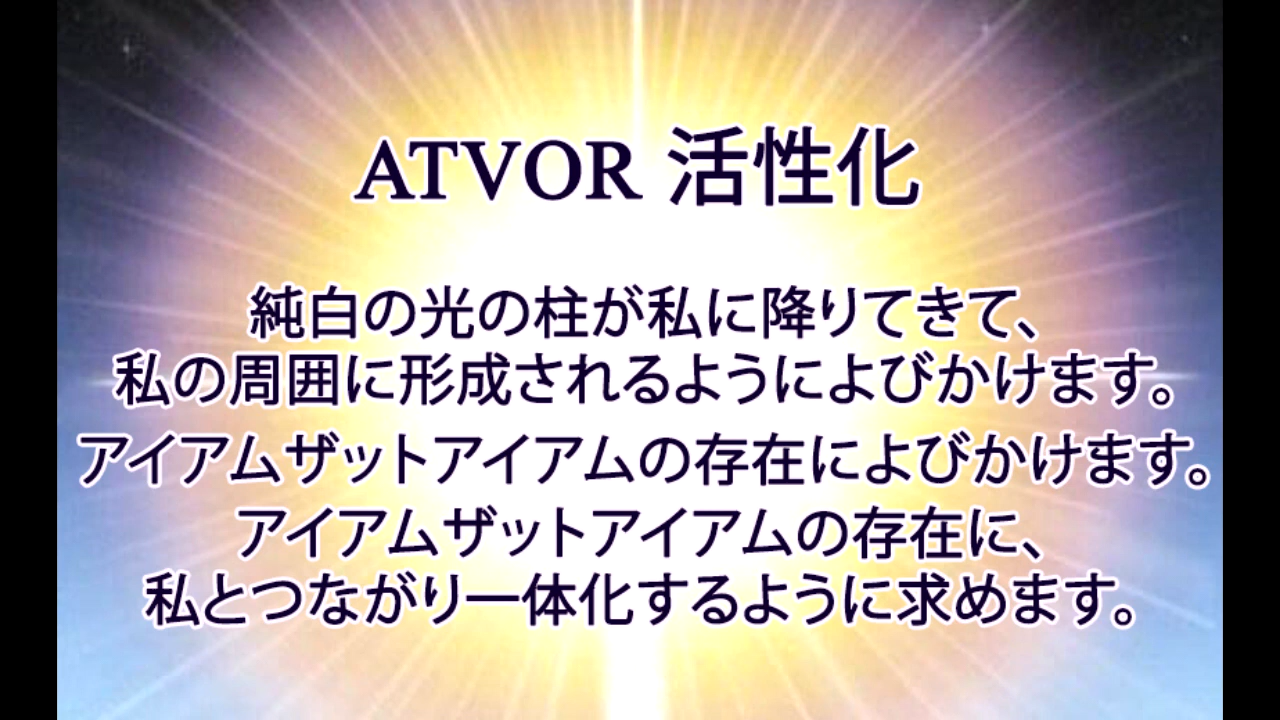 ATVOR 活性化
純白の光の柱が私に降りてきて、
私の周囲に形成されるようによびかけます。
アイアムザットアイアムの存在によびかけます。
アイアムザットアイアムの存在に、
私とつながり一体化するように求めます。